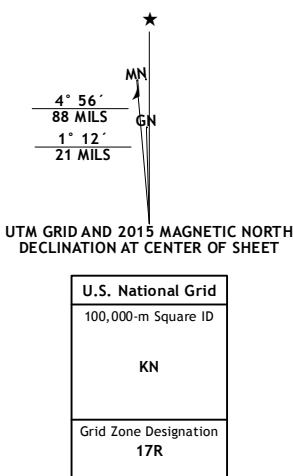 ★
MN
4° 56´
88 MILS
GN
1° 12´
21 MILS
UTM GRID AND 2015 MAGNETIC NORTH
DECLINATION AT CENTER OF SHEET
U.S. National Grid
100,000-m Square ID
KN
Grid Zone Designation
17R